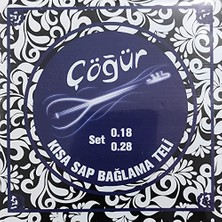 Çöğür
Set 0.18
0.28
KISA SAP BAĞLAMA TELİ